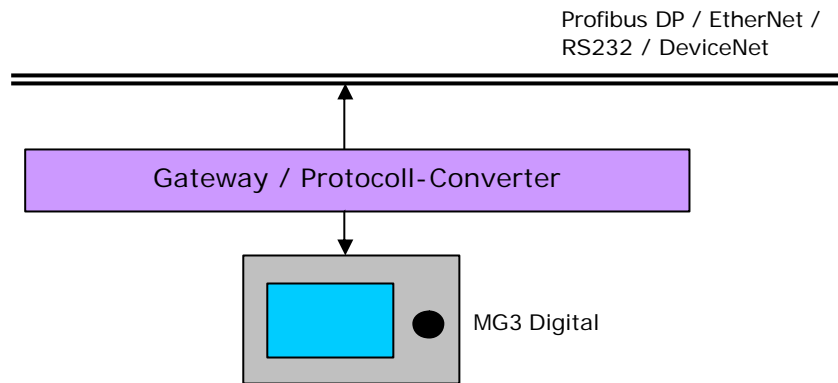 Profibus DP / EtherNet /
RS232 / DeviceNet
Gateway / Protocoll-Converter
MG3 Digital